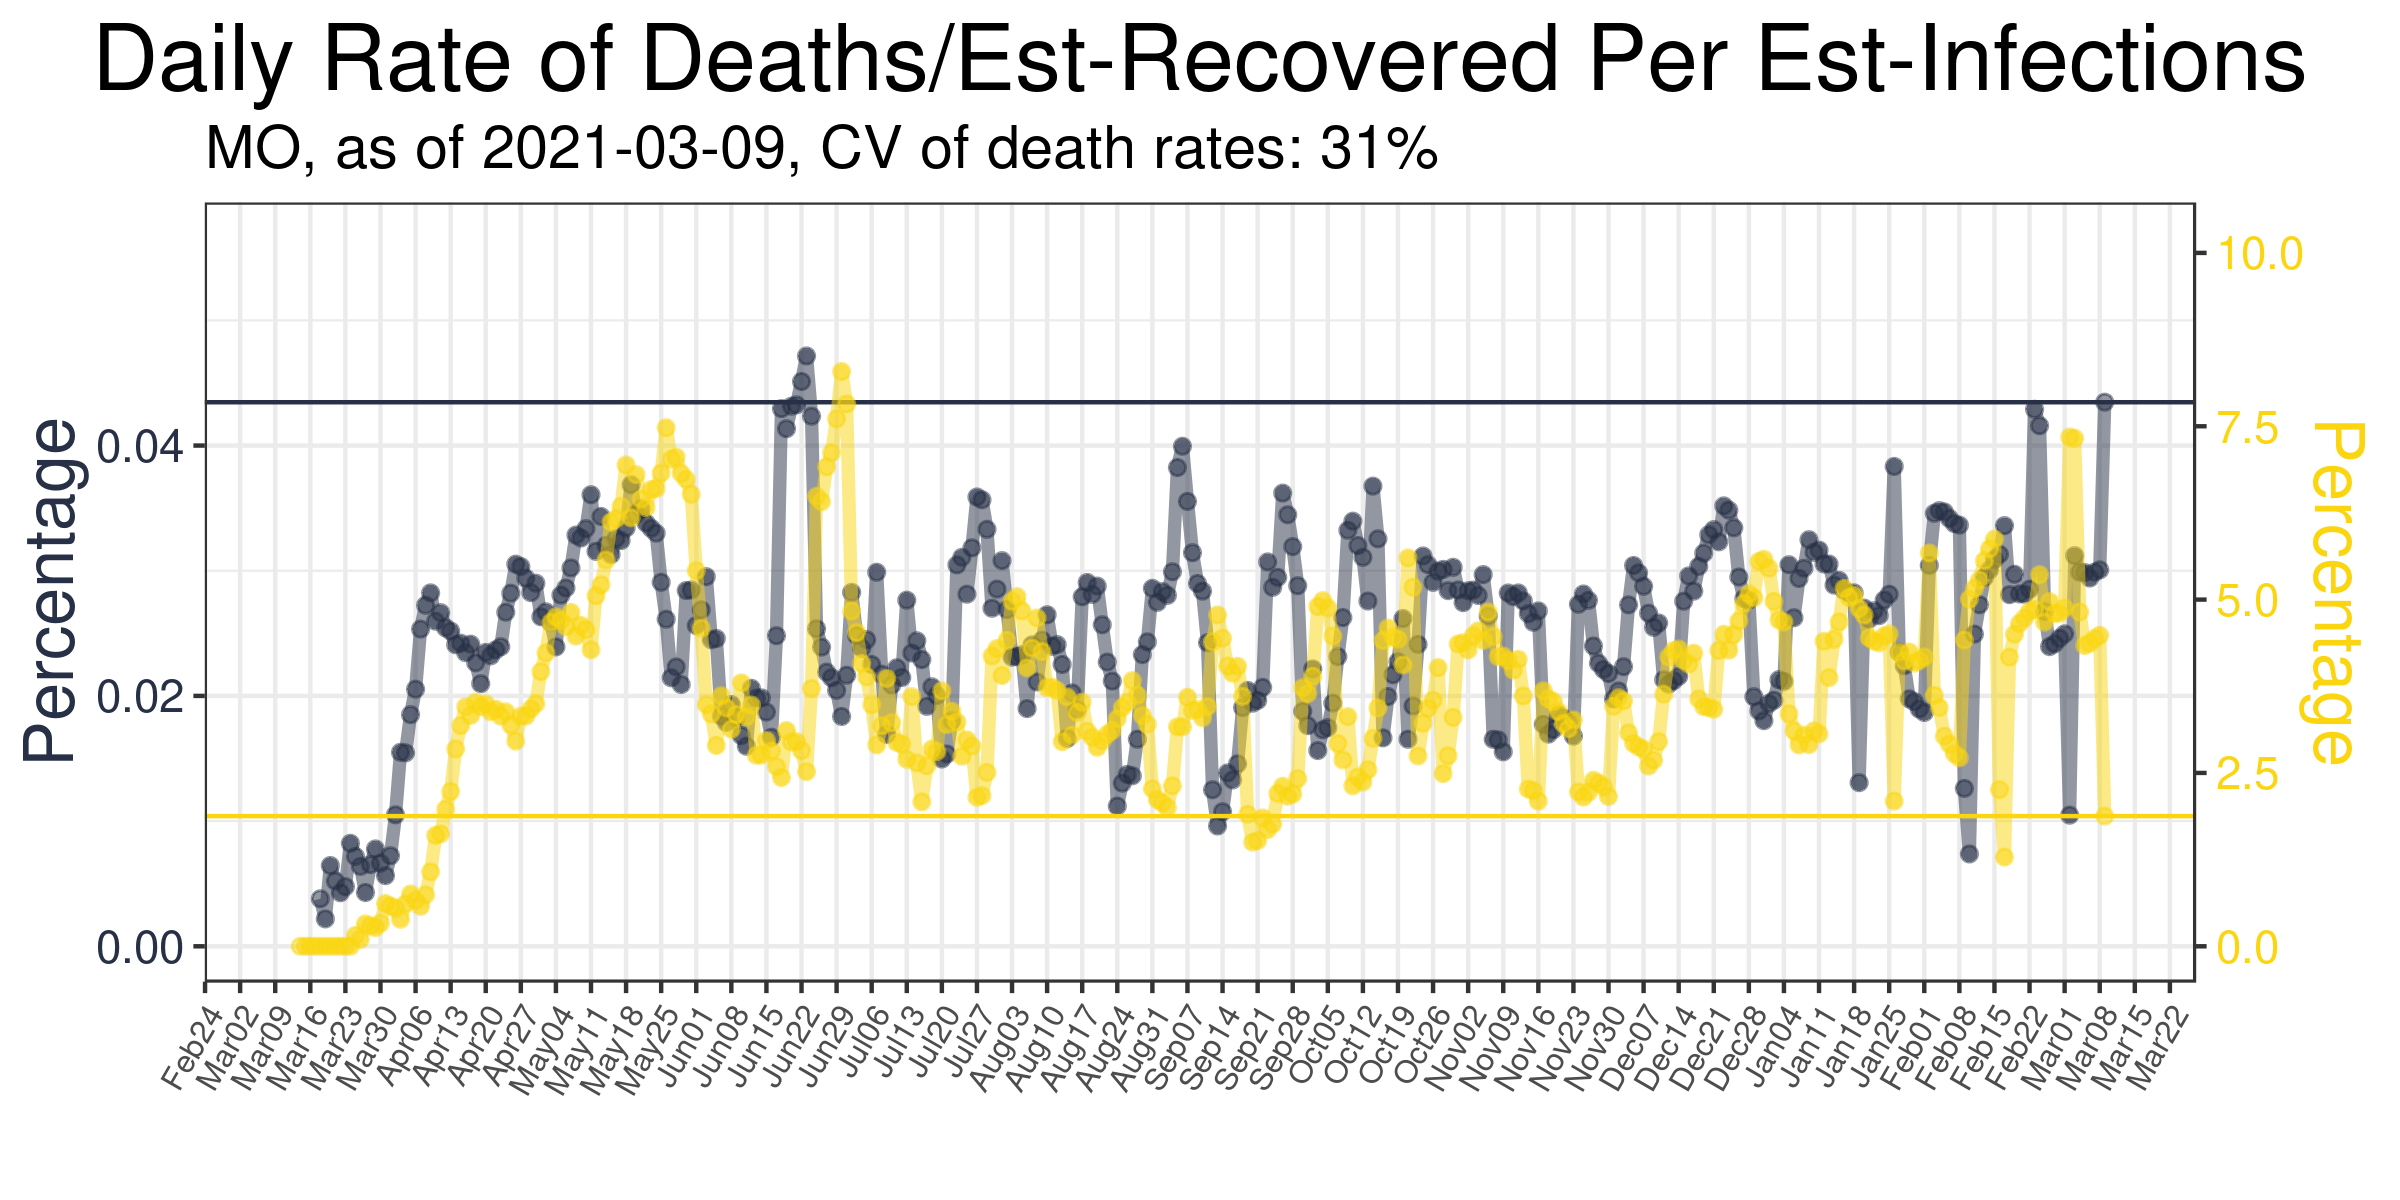 Daily Rate of Deaths/Est-Recovered Per Est-Infections
MO, as of 2021-03-09, CV of death rates: 31%
Percentage
0.04
0.02
0.00
10.0
7.5
5.0
2.5
0.0
Percentage
Feb24
Mar02
Mar09
Mar16
Mar23
Mar30
Apr06
Apr13
Apr20
Apr27
May04
May11
May18
May25
Jun01
Jun08
Jun15
Jun22
Jun29
Jul06
Jul13
Jul20
Jul27
Aug03
Aug10
Aug17
Aug24
Aug31
Sep07
Sep14
Sep21
Sep28
Oct05
Oct12
Oct19
Oct26
Nov02
Nov09
Nov16
Nov23
Nov30
Dec07
Dec14
Dec21
Dec28
Jan04
Jan11
Jan18
Jan25
Feb01
Feb08
Feb15
Feb22
Mar01
Mar08
Mar15
Mar22